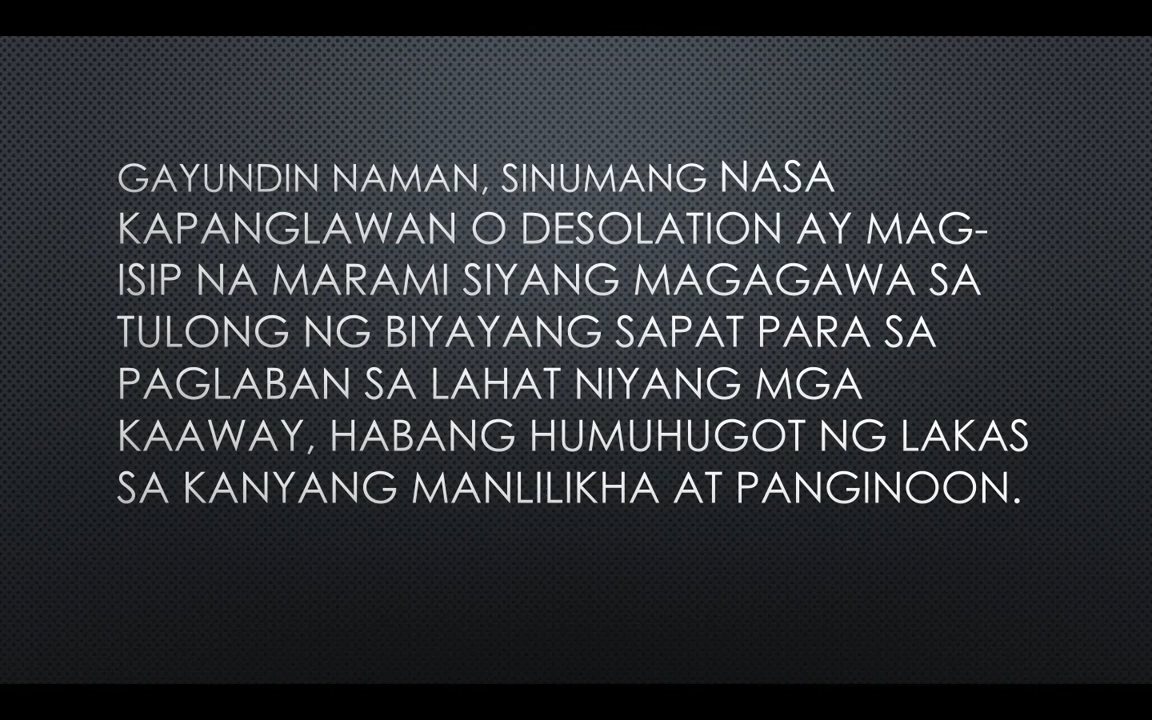 GAYUNDIN NAMAN, SINUMANG NASA
KAPANGLAWAN O DESOLATION AY MAG-
ISIP NA MARAMI SIYANG MAGAGAWA SA
TULONG NG BIYAYANG SAPAT PARA SA
PAGLABAN SA LAHAT NIYANG MGA
KAAWAY, HABANG HUMUHUGOT NG LAKAS
SA KANYANG MANLILIKHA AT PANGINOON.